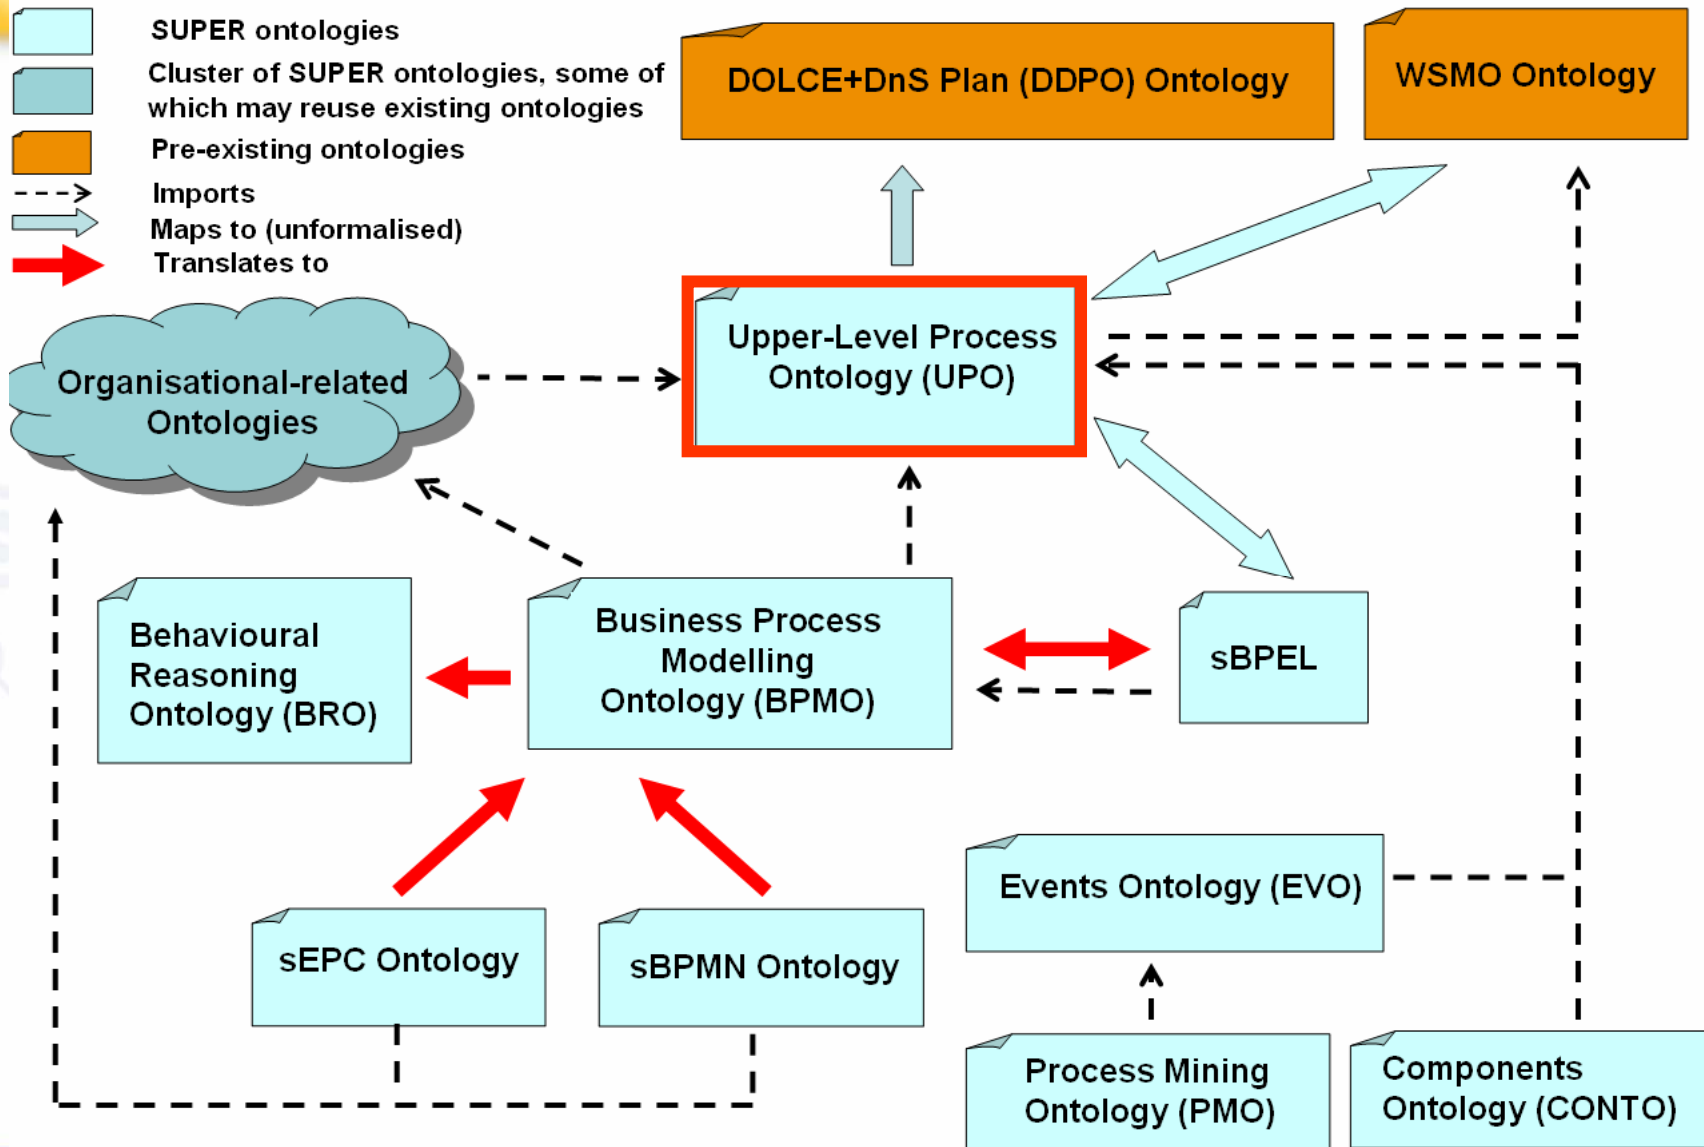 SUPER ontologies
Cluster of SUPER ontologies, some of
which may reuse existing ontologies
Pre-existing ontologies
Imports
Maps to (unformalised)
Translates to
DOLCE+DnS Plan (DDPO) Ontology
WSMO Ontology
Upper-Level Process
Ontology (UPO)
Organisational-related
Ontologies
Behavioural
Reasoning
Ontology (BRO)
Business Process
Modelling
Ontology (BPMO)
sBPEL
Events Ontology (EVO)
sEPC Ontology
sBPMN Ontology
Process Mining
Ontology (PMO)
Components
Ontology (CONTO)